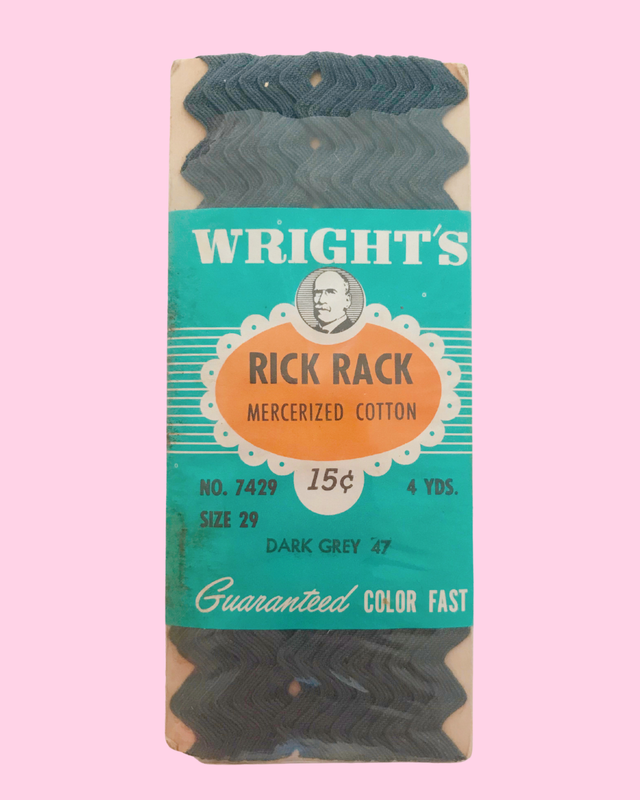 WRIGHT'S
RICK RACK
MERCERIZED COTTON
15¢
NO. 7429 4 YDS.
SIZE 29
DARK GREY 47
Guaranteed COLOR FAST